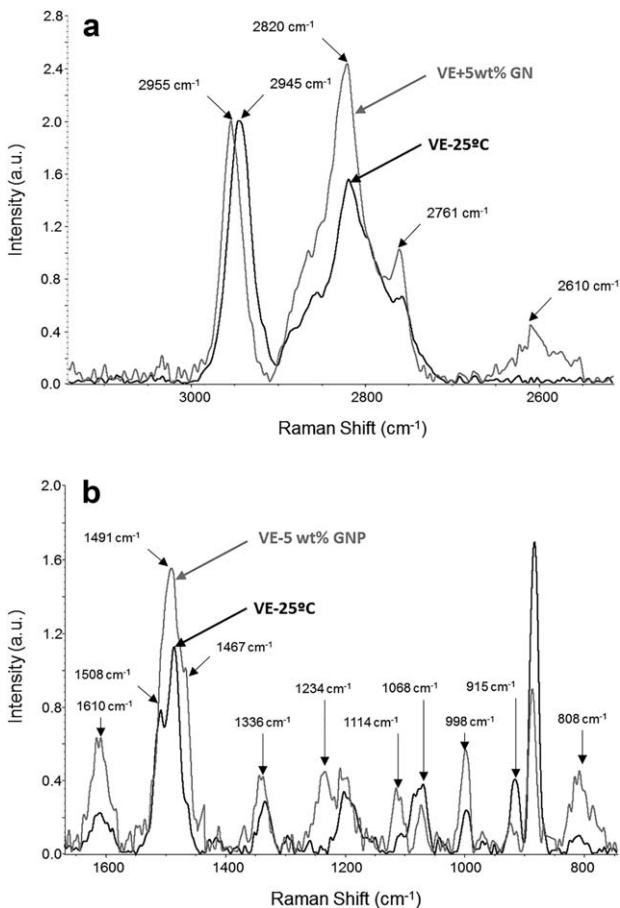 a
2.8
2.4
2.0
1.6
1.2
0.8
0.4
0.0
Intensity (a.u.)
2820 cm-1
2955 cm-1
2945 cm-1
VE+5wt% GN
VE-25ºC
2761 cm-1
2610 cm-1
3000
2800
2600
Raman Shift (cm-1)
b
2.0
1.6
1.2
0.8
0.4
0.0
Intensity (a.u.)
1491 cm-1
VE-5 wt% GNP
VE-25ºC
1467 cm-1
1508 cm-1
1610 cm-1
1336 cm-1
1234 cm-1
1114 cm-1
1068 cm-1
998 cm-1
915 cm-1
808 cm-1
1600
1400
1200
1000
800
Raman Shift (cm-1)